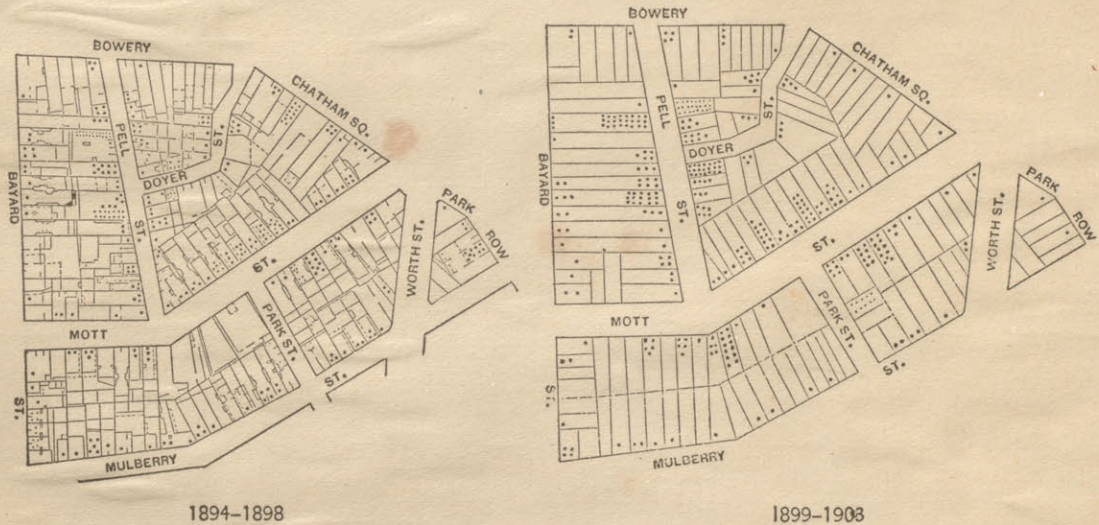 BOWERY
CHATHAM SQ.
PELL
ST.
DOYER
ST.
BAYARD
ST.
PARK
ROW
WORTH ST.
MOTT
ST.
PARK ST.
ST.
MULBERRY
1894-1898
BOWERY
CHATHAM SQ.
PELL
ST.
DOYER
ST.
BAYARD
ST.
PARK
ROW
WORTH ST.
MOTT
ST.
PARK ST.
ST.
MULBERRY
1899-1903